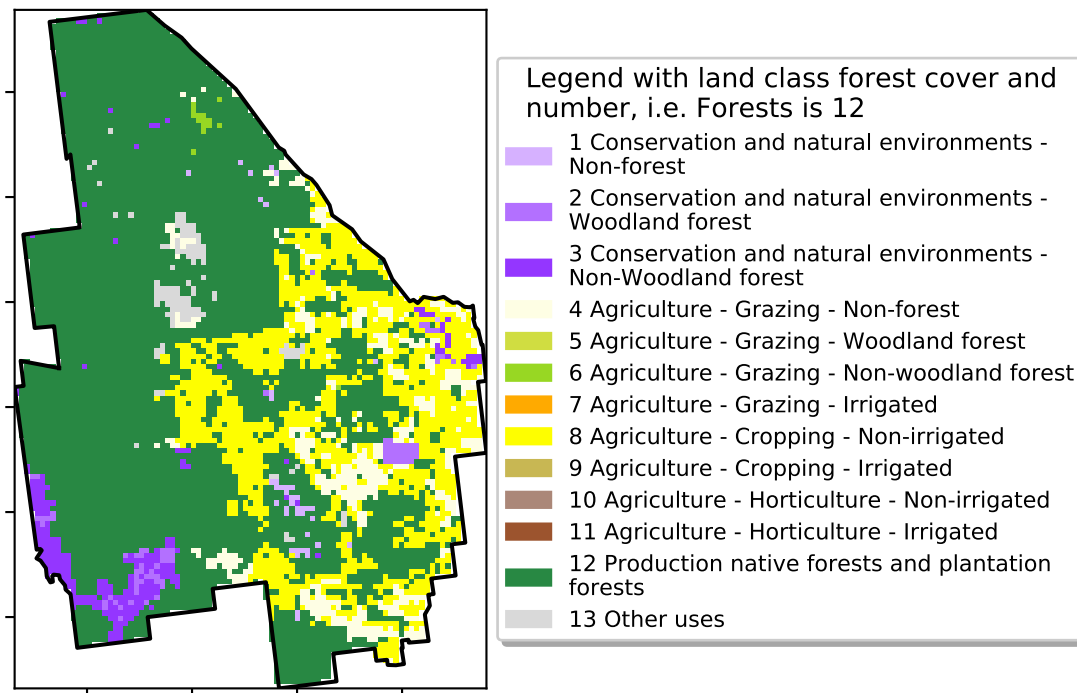 Legend with land class forest cover and
number, i.e. Forests is 12
1 Conservation and natural environments -
Non-forest
2 Conservation and natural environments -
Woodland forest
3 Conservation and natural environments -
Non-Woodland forest
4 Agriculture - Grazing - Non-forest
5 Agriculture - Grazing - Woodland forest
6 Agriculture - Grazing - Non-woodland forest
7 Agriculture - Grazing - Irrigated
8 Agriculture - Cropping - Non-irrigated
9 Agriculture - Cropping - Irrigated
10 Agriculture - Horticulture - Non-irrigated
11 Agriculture - Horticulture - Irrigated
12 Production native forests and plantation
forests
13 Other uses